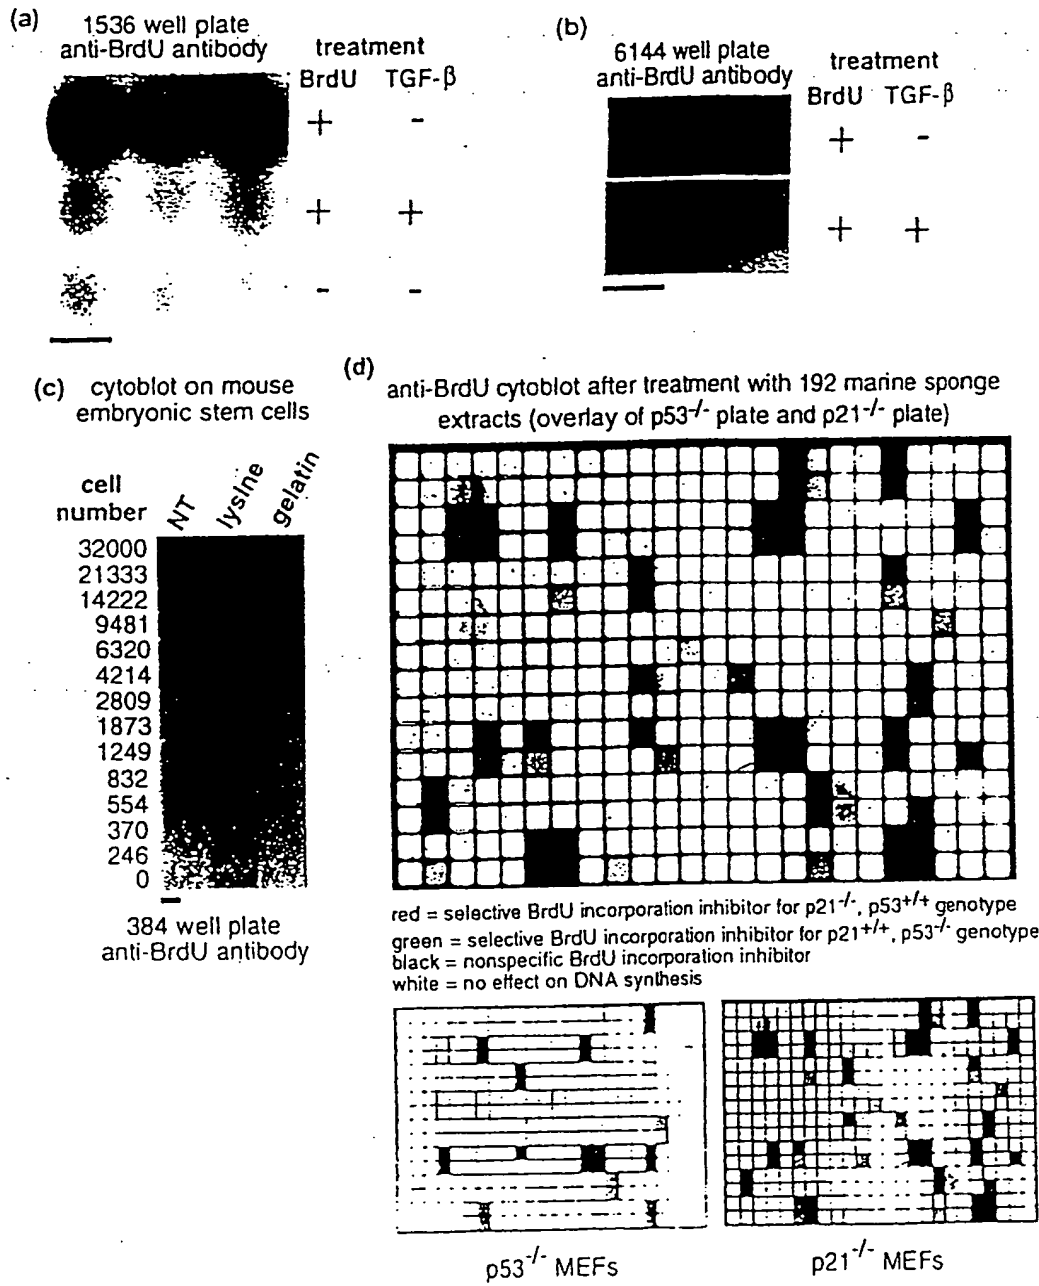 (a)
1536 well plate
anti-BrdU antibody
treatment
BrdU TGF-β
+ -
+ +
- -
(b)
6144 well plate
anti-BrdU antibody
treatment
BrdU TGF-β
+ -
+ +
(c) cytoblot on mouse
embryonic stem cells
cell
number
NT
lysine
gelatin
32000
21333
14222
9481
6320
4214
2809
1873
1249
832
554
370
246
0
384 well plate
anti-BrdU antibody
(d)
anti-BrdU cytoblot after treatment with 192 marine sponge
extracts (overlay of p53-/- plate and p21-/- plate)
red = selective BrdU incorporation inhibitor for p21-/-, p53+/+ genotype
green = selective BrdU incorporation inhibitor for p21+/+, p53-/- genotype
black = nonspecific BrdU incorporation inhibitor
white = no effect on DNA synthesis
p53-/- MEFs
p21-/- MEFs